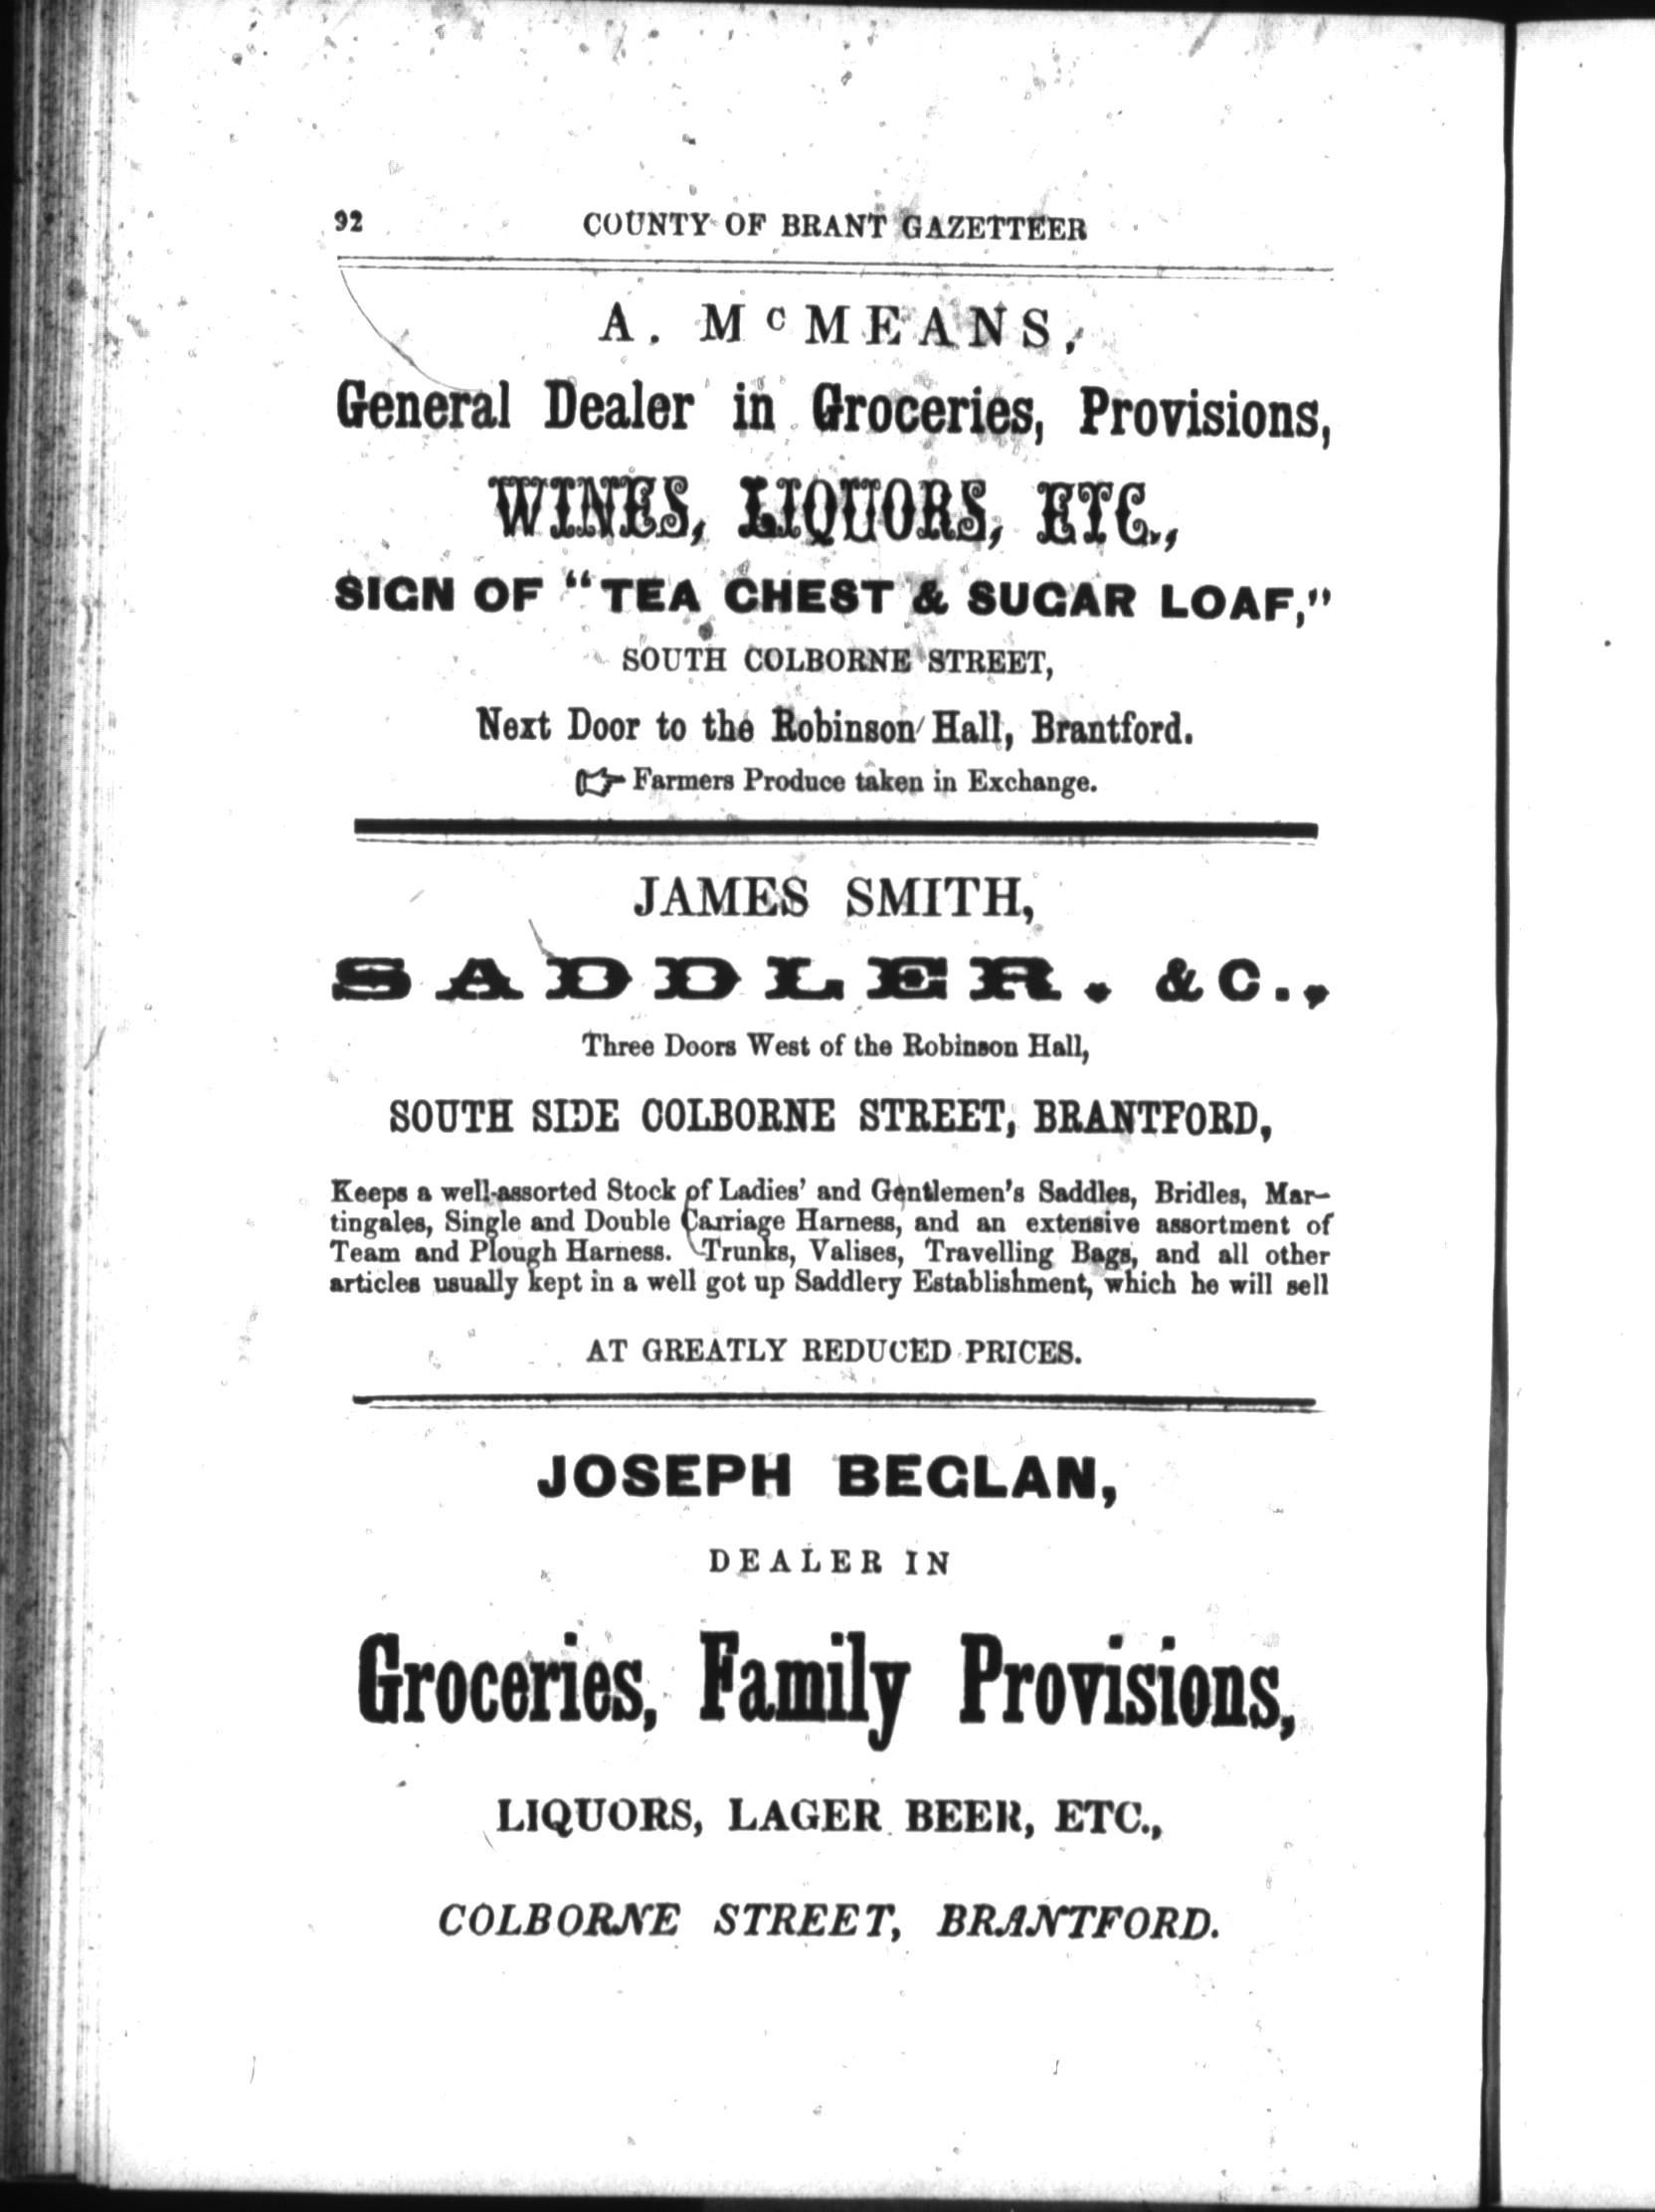 92 COUNTY OF BRANT GAZETTEER
A. McMEANS,
General Dealer in Groceries, Provisions,
WINES, LIQUORS, ETC.,
SIGN OF "TEA CHEST & SUGAR LOAF,"
SOUTH COLBORNE STREET,
Next Door to the Robinson Hall, Brantford.
☞ Farmers Produce taken in Exchange.
JAMES SMITH,
SADDLER. &C.,
Three Doors West of the Robinson Hall,
SOUTH SIDE COLBORNE STREET, BRANTFORD,
Keeps a well-assorted Stock of Ladies' and Gentlemen's Saddles, Bridles, Mar-
tingales, Single and Double Carriage Harness, and an extensive assortment of
Team and Plough Harness. Trunks, Valises, Travelling Bags, and all other
articles usually kept in a well got up Saddlery Establishment, which he will sell
AT GREATLY REDUCED PRICES.
JOSEPH BEGLAN,
DEALER IN
Groceries, Family Provisions,
LIQUORS, LAGER BEER, ETC.,
COLBORNE STREET, BRANTFORD.